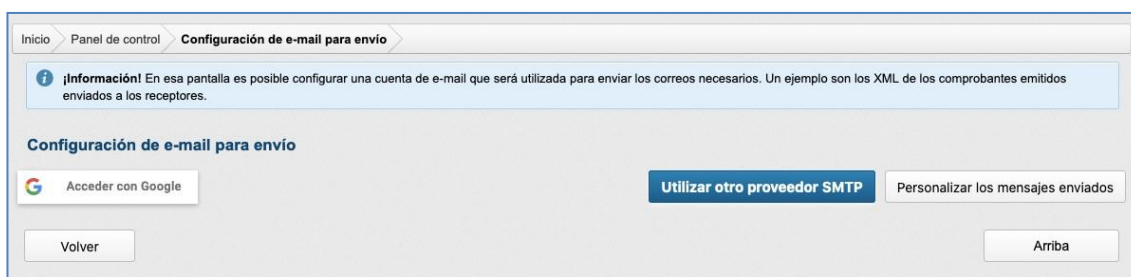 Inicio Panel de control Configuración de e-mail para envío
¡Información! En esa pantalla es posible configurar una cuenta de e-mail que será utilizada para enviar los correos necesarios. Un ejemplo son los XML de los comprobantes emitidos
enviados a los receptores.
Configuración de e-mail para envío
Acceder con Google Utilizar otro proveedor SMTP Personalizar los mensajes enviados
Volver Arriba